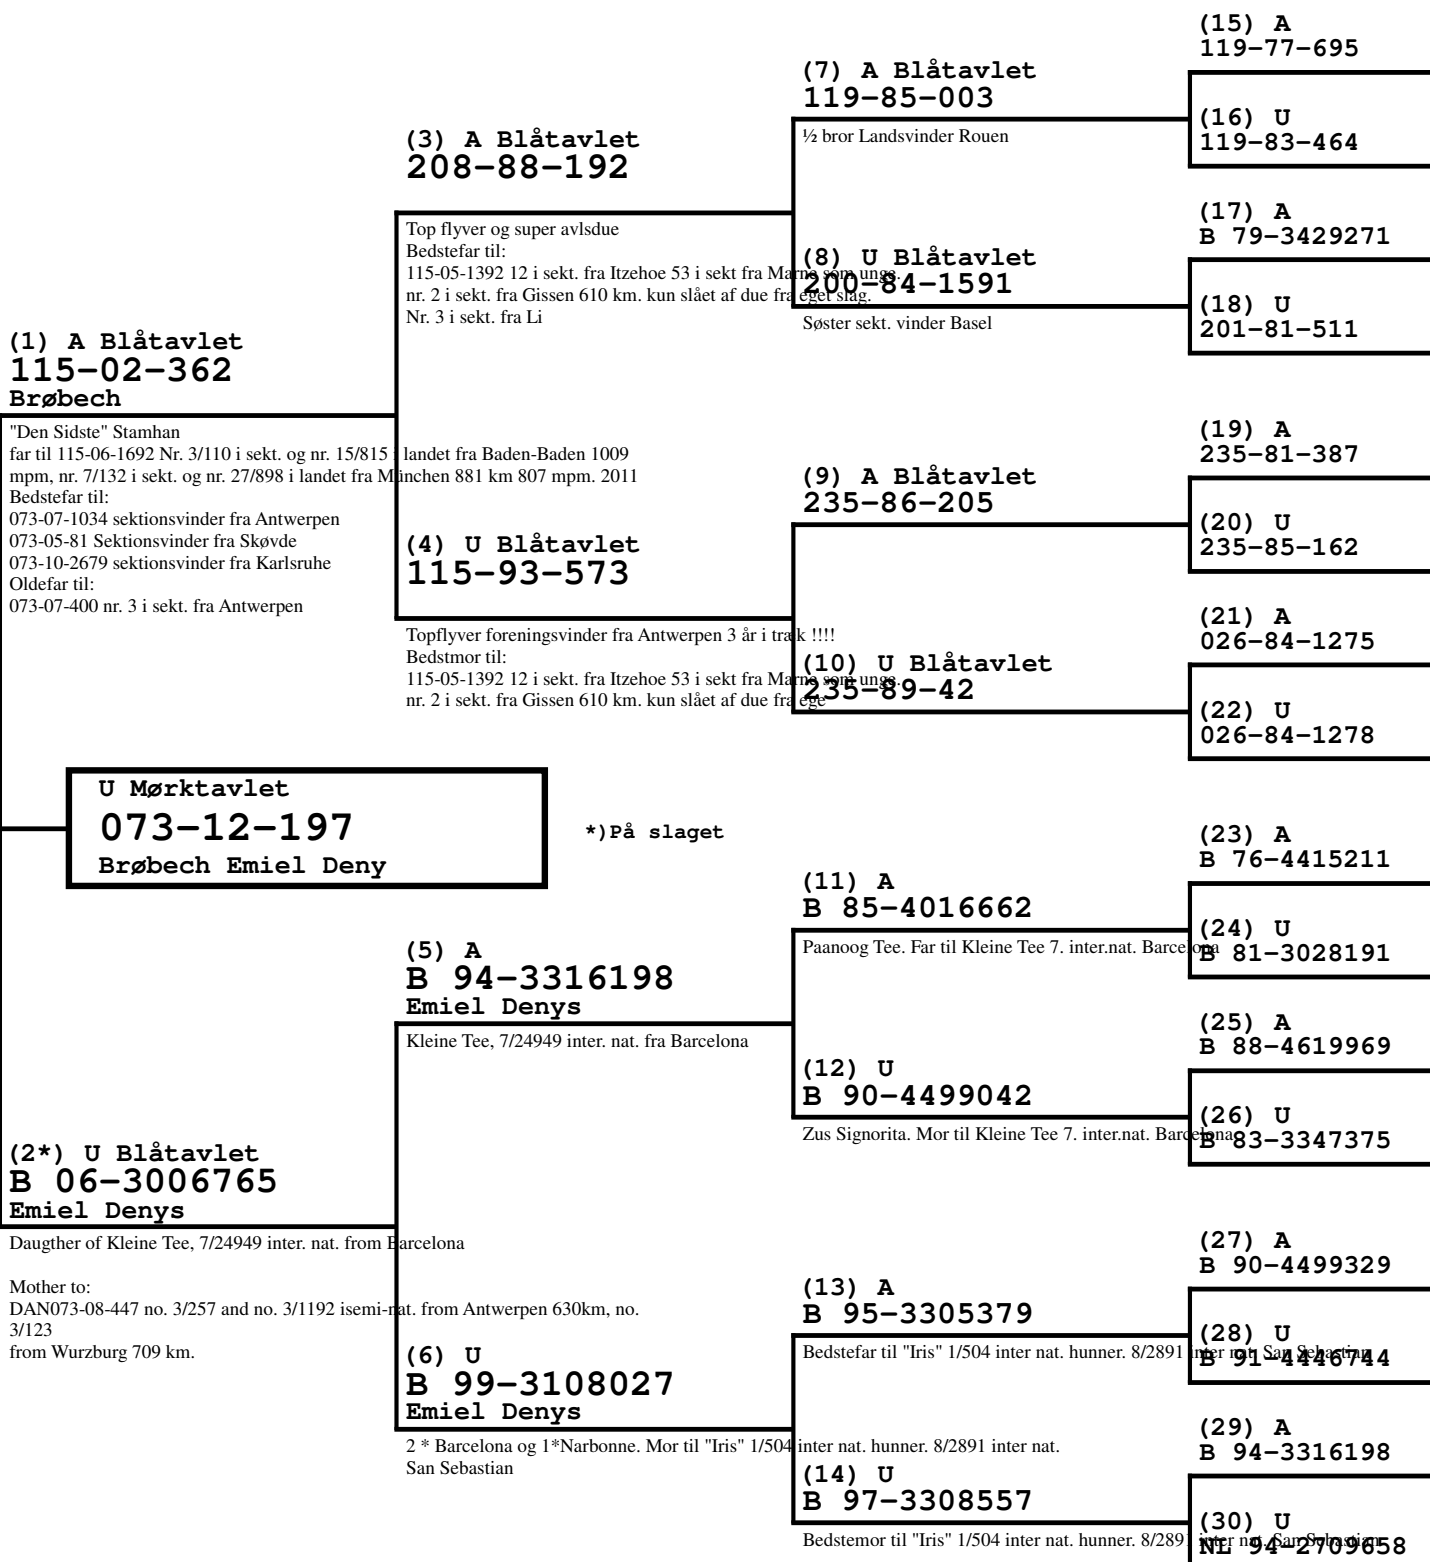 (1) A Blåtavlet
115-02-362
Brøbech
"Den Sidste" Stamhan
far til 115-06-1692 Nr. 3/110 i sekt. og nr. 15/815 i landet fra Baden-Baden 1009
mpm, nr. 7/132 i sekt. og nr. 27/898 i landet fra München 881 km 807 mpm. 2011
Bedstefar til:
073-07-1034 sektionsvinder fra Antwerpen
073-05-81 Sektionsvinder fra Skøvde
073-10-2679 sektionsvinder fra Karlsruhe
Oldefar til:
073-07-400 nr. 3 i sekt. fra Antwerpen
U Mørktavlet
073-12-197
Brøbech Emiel Deny
*)På slaget
(2*) U Blåtavlet
B 06-3006765
Emiel Denys
Daugther of Kleine Tee, 7/24949 inter. nat. from Barcelona
Mother to:
DAN073-08-447 no. 3/257 and no. 3/1192 isemi-nat. from Antwerpen 630km, no.
3/123
from Wurzburg 709 km.
(3) A Blåtavlet
208-88-192
Top flyver og super avlsdue
Bedstefar til:
115-05-1392 12 i sekt. fra Itzehoe 53 i sekt fra Marne som unge.
nr. 2 i sekt. fra Gissen 610 km. kun slået af due fra eget slag.
Nr. 3 i sekt. fra Li
(4) U Blåtavlet
115-93-573
Topflyver foreningsvinder fra Antwerpen 3 år i træk !!!!
Bedstmor til:
115-05-1392 12 i sekt. fra Itzehoe 53 i sekt fra Marne som unge.
nr. 2 i sekt. fra Gissen 610 km. kun slået af due fra ege
(5) A
B 94-3316198
Emiel Denys
Kleine Tee, 7/24949 inter. nat. fra Barcelona
(6) U
B 99-3108027
Emiel Denys
2 * Barcelona og 1*Narbonne. Mor til "Iris" 1/504 inter nat. hunner. 8/2891 inter nat.
San Sebastian
(7) A Blåtavlet
119-85-003
½ bror Landsvinder Rouen
(8) U Blåtavlet
200-84-1591
Søster sekt. vinder Basel
(9) A Blåtavlet
235-86-205
(10) U Blåtavlet
235-89-42
(11) A
B 85-4016662
Paanoog Tee. Far til Kleine Tee 7. inter.nat. Barcelona
(12) U
B 90-4499042
Zus Signorita. Mor til Kleine Tee 7. inter.nat. Barcelona
(13) A
B 95-3305379
Bedstefar til "Iris" 1/504 inter nat. hunner. 8/2891 inter nat. San Sebastian
(14) U
B 97-3308557
Bedstemor til "Iris" 1/504 inter nat. hunner. 8/2891 inter nat. San Sebastian
(15) A
119-77-695
(16) U
119-83-464
(17) A
B 79-3429271
(18) U
201-81-511
(19) A
235-81-387
(20) U
235-85-162
(21) A
026-84-1275
(22) U
026-84-1278
(23) A
B 76-4415211
(24) U
B 81-3028191
(25) A
B 88-4619969
(26) U
B 83-3347375
(27) A
B 90-4499329
(28) U
B 91-4446744
(29) A
B 94-3316198
(30) U
NL 94-2709658